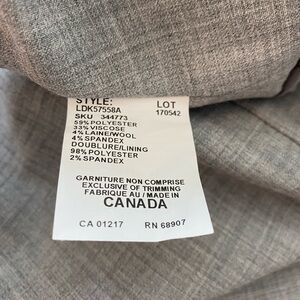 STYLE:
LDK57558A LOT
SKU 344773 170542
59% POLYESTER
33% VISCOSE
4% LAINE/WOOL
4% SPANDEX
DOUBLURE/LINING
98% POLYESTER
2% SPANDEX
GARNITURE NON COMPRISE
EXCLUSIVE OF TRIMMING
FABRIQUE AU / MADE IN
CANADA
CA 01217 RN 68907